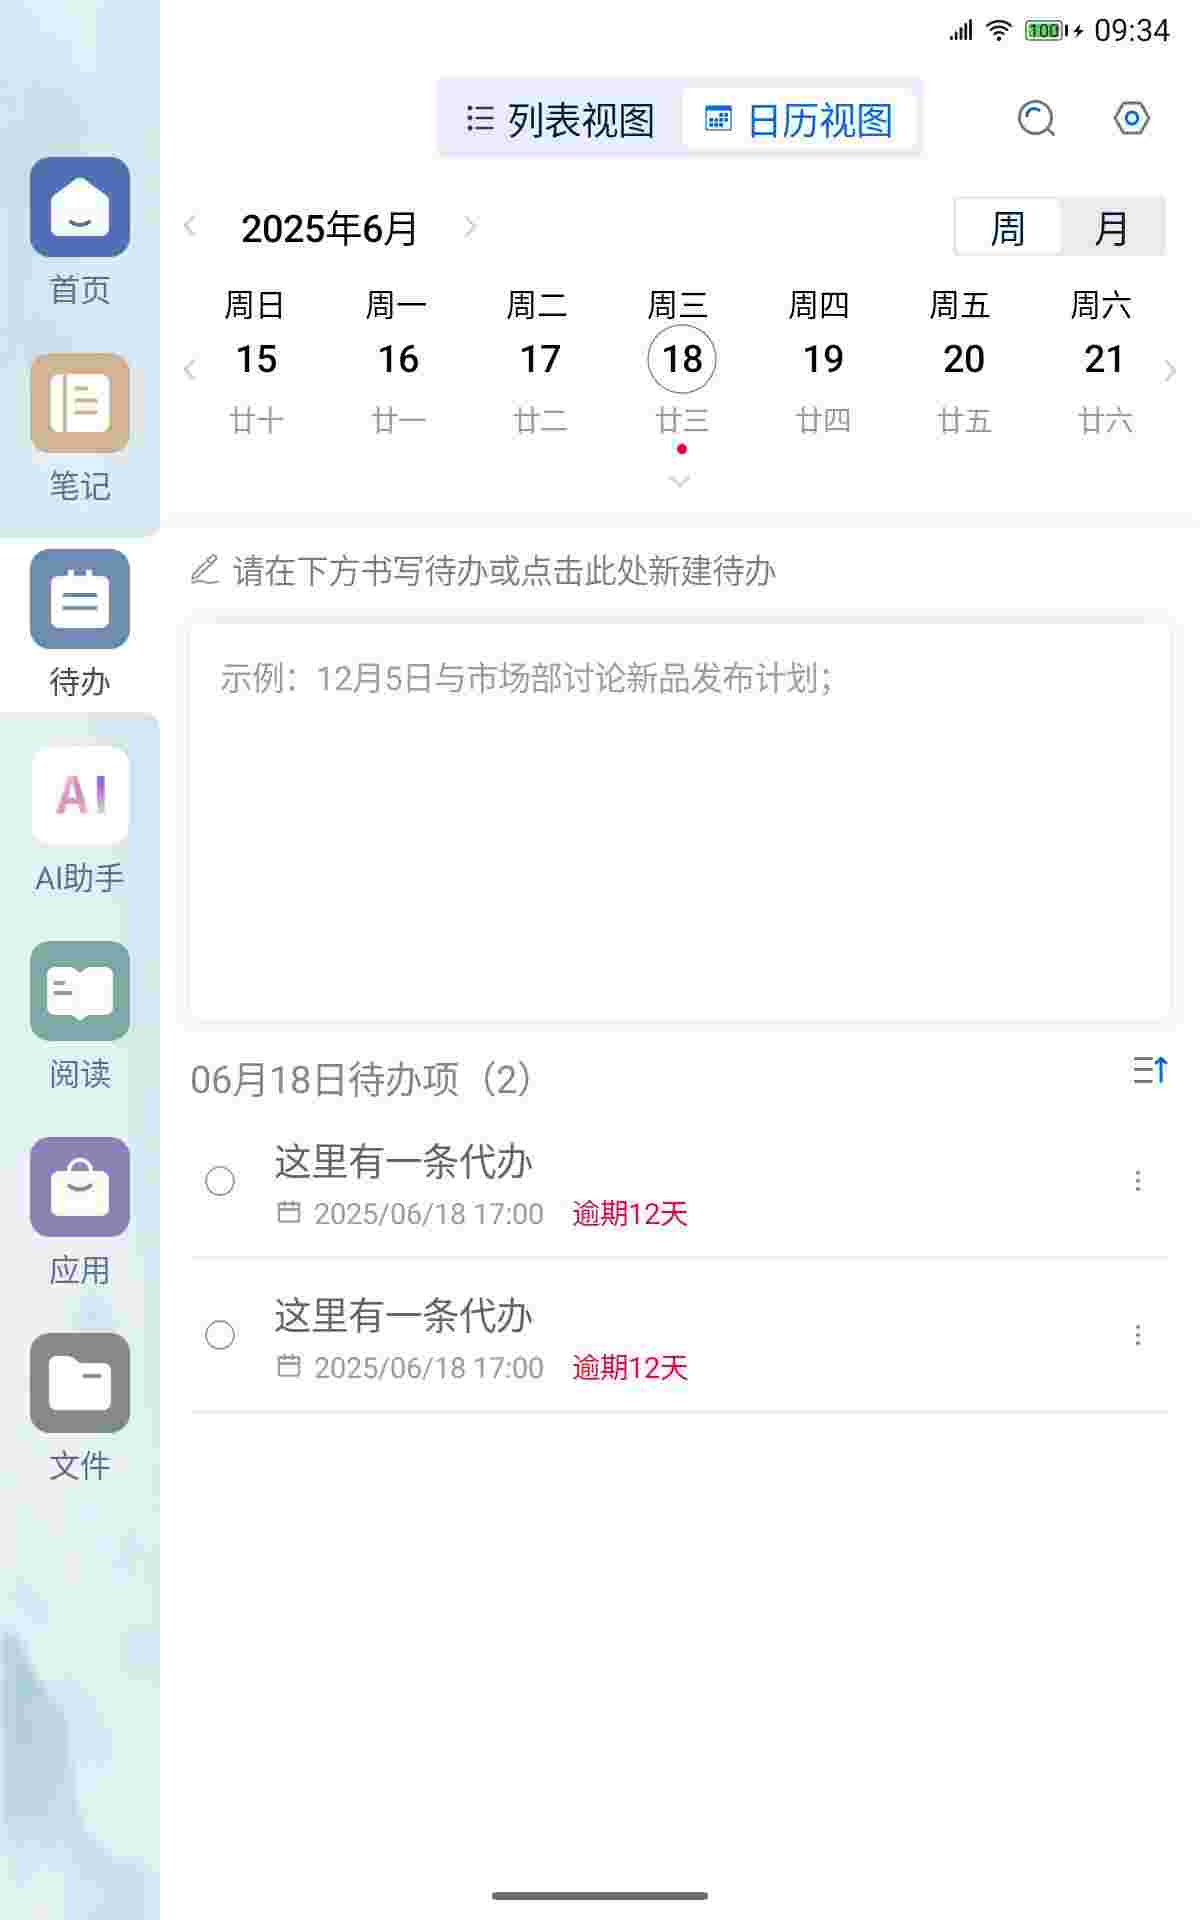 100 09:34
列表视图 日历视图
2025年6月 周 月
周日 周一 周二 周三 周四 周五 周六
15 16 17 18 19 20 21
廿十 廿一 廿二 廿三 廿四 廿五 廿六
请在下方书写待办或点击此处新建待办
示例：12月5日与市场部讨论新品发布计划；
06月18日待办项（2）
这里有一条代办
2025/06/18 17:00 逾期12天
这里有一条代办
2025/06/18 17:00 逾期12天
首页
笔记
待办
AI
AI助手
阅读
应用
文件